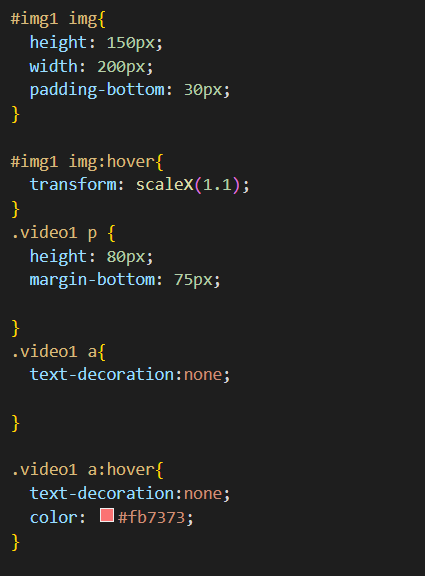 #img1 img{
  height: 150px;
  width: 200px;
  padding-bottom: 30px;
}

#img1 img:hover{
  transform: scaleX(1.1);
}
.video1 p {
  height: 80px;
  margin-bottom: 75px;

}
.video1 a{
  text-decoration:none;

}

.video1 a:hover{
  text-decoration:none;
  color: #fb7373;
}